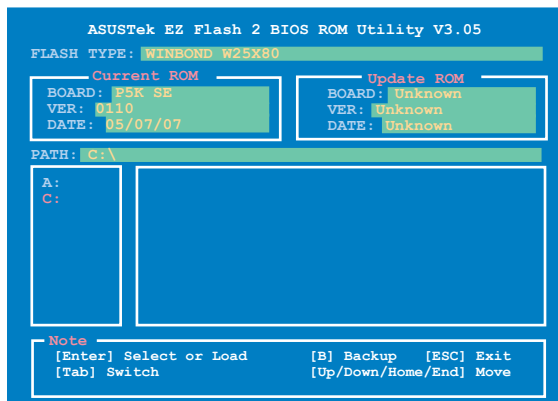 ASUSTek EZ Flash 2 BIOS ROM Utility V3.05
FLASH TYPE: WINBOND W25X80
Current ROM
BOARD: P5K SE
VER: 0110
DATE: 05/07/07
Update ROM
BOARD: Unknown
VER: Unknown
DATE: Unknown
PATH: C:\
A:
C:
Note
[Enter] Select or Load [B] Backup [ESC] Exit
[Tab] Switch [Up/Down/Home/End] Move